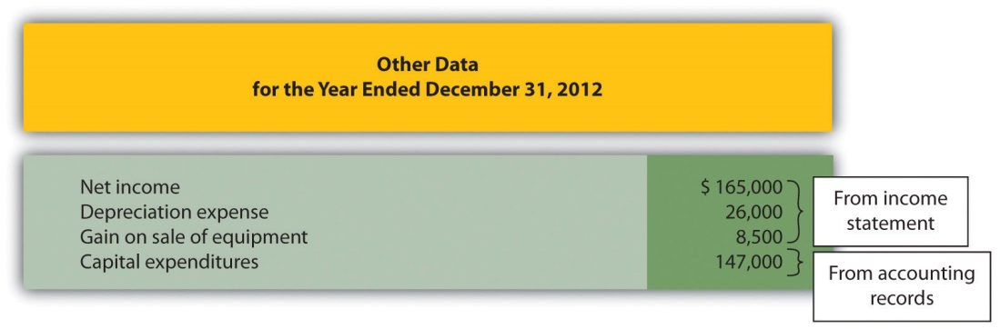 Other Data
for the Year Ended December 31, 2012
Net income $ 165,000
Depreciation expense 26,000
Gain on sale of equipment 8,500
Capital expenditures 147,000
From income
statement
From accounting
records